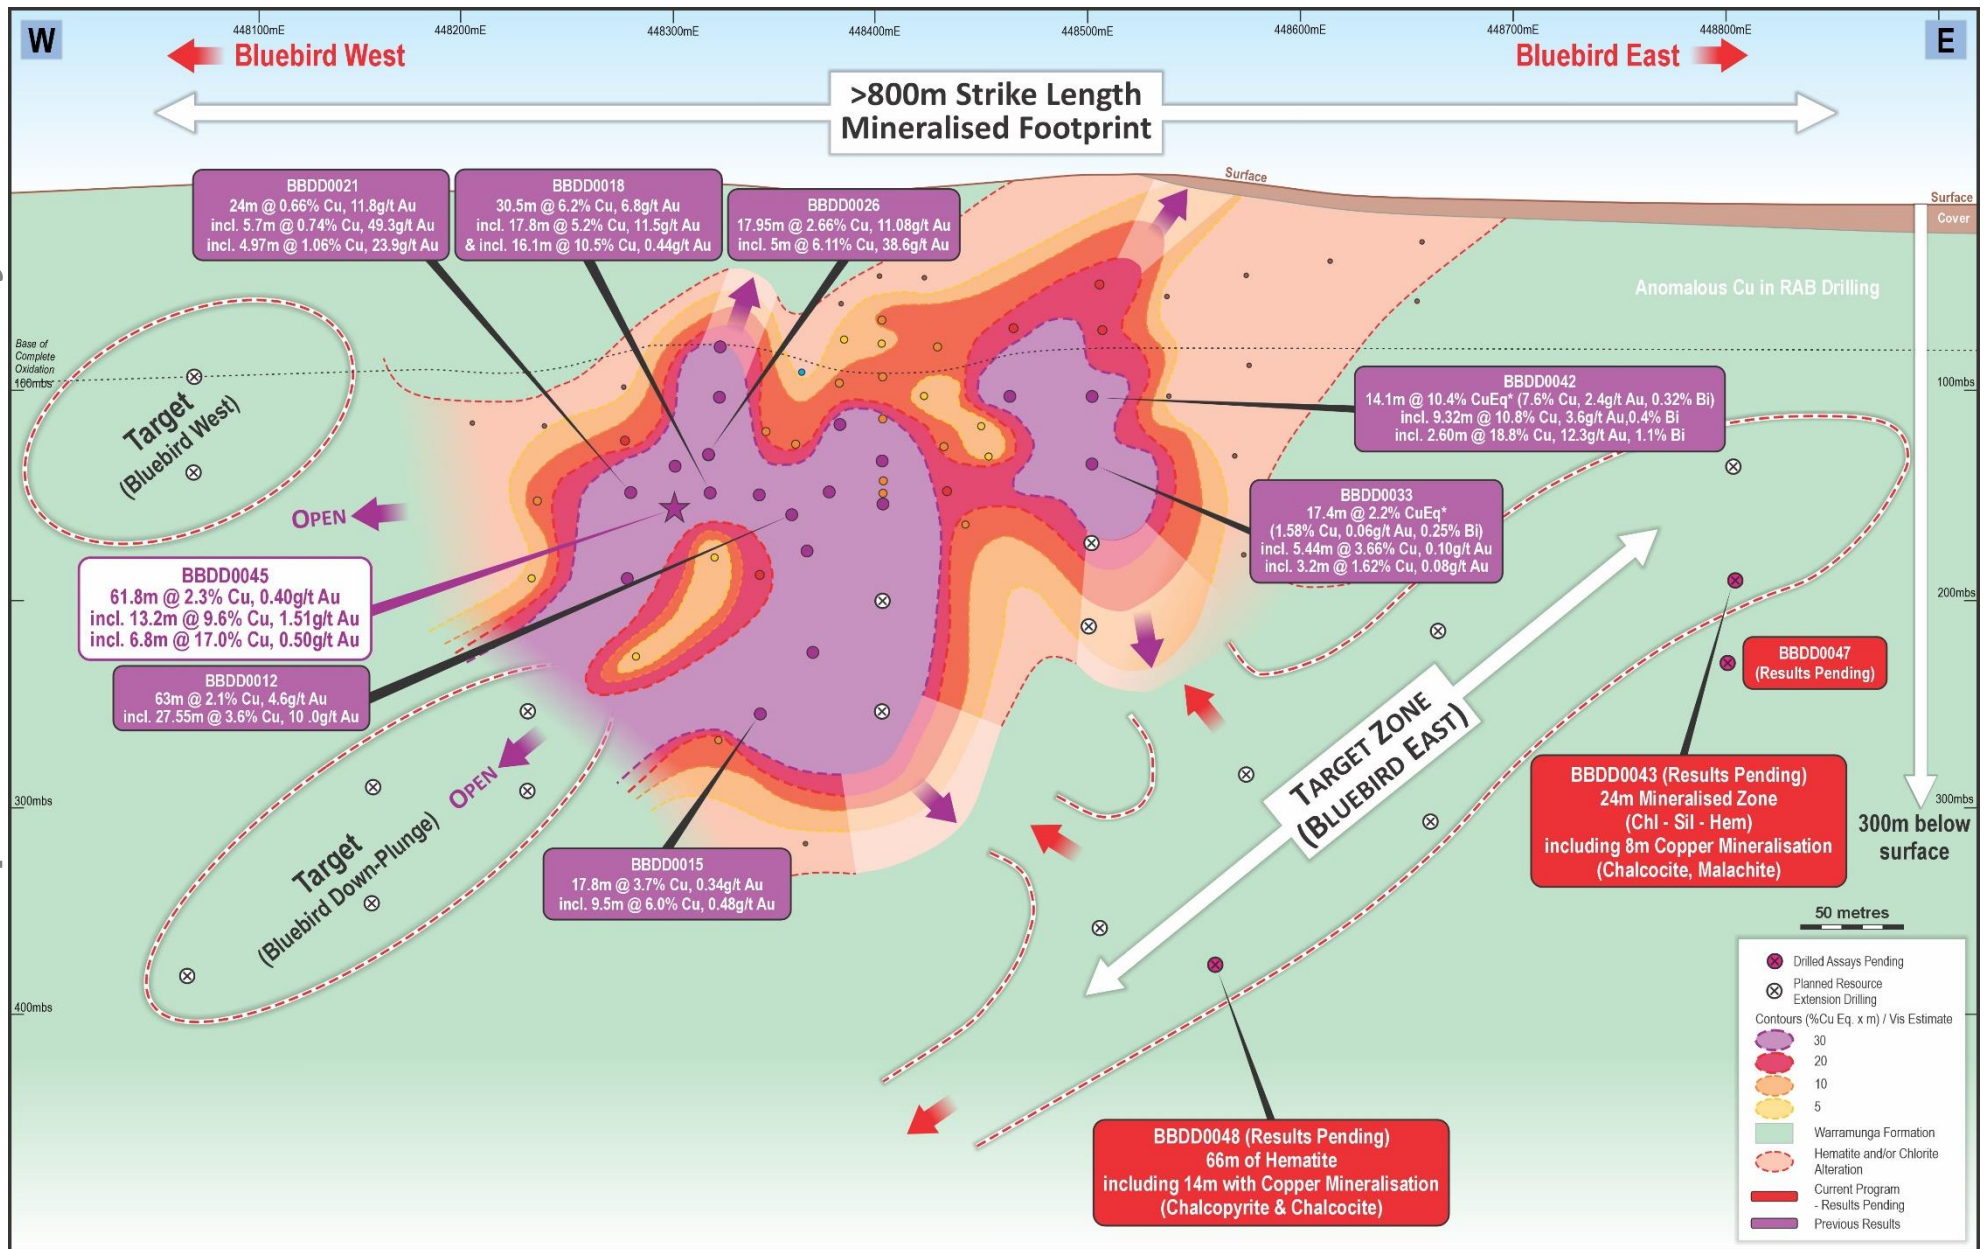 448100mE
448200mE
448300mE
448400mE
448500mE
448600mE
448700mE
448800mE
W
E
Bluebird West
Bluebird East
>800m Strike Length
Mineralised Footprint
Surface
Surface
Cover
BBDD0021
24m @ 0.66% Cu, 11.8g/t Au
incl. 5.7m @ 0.74% Cu, 49.3g/t Au
incl. 4.97m @ 1.06% Cu, 23.9g/t Au
BBDD0018
30.5m @ 6.2% Cu, 6.8g/t Au
incl. 17.8m @ 5.2% Cu, 11.5g/t Au
& incl. 16.1m @ 10.5% Cu, 0.44g/t Au
BBDD0026
17.95m @ 2.66% Cu, 11.08g/t Au
incl. 5m @ 6.11% Cu, 38.6g/t Au
Anomalous Cu in RAB Drilling
Base of
Complete
Oxidation
100mbs
100mbs
Target
(Bluebird West)
BBDD0042
14.1m @ 10.4% CuEq* (7.6% Cu, 2.4g/t Au, 0.32% Bi)
incl. 9.32m @ 10.8% Cu, 3.6g/t Au,0.4% Bi
incl. 2.60m @ 18.8% Cu, 12.3g/t Au, 1.1% Bi
OPEN
BBDD0033
17.4m @ 2.2% CuEq*
(1.58% Cu, 0.06g/t Au, 0.25% Bi)
incl. 5.44m @ 3.66% Cu, 0.10g/t Au
incl. 3.2m @ 1.62% Cu, 0.08g/t Au
BBDD0045
61.8m @ 2.3% Cu, 0.40g/t Au
incl. 13.2m @ 9.6% Cu, 1.51g/t Au
incl. 6.8m @ 17.0% Cu, 0.50g/t Au
200mbs
BBDD0012
63m @ 2.1% Cu, 4.6g/t Au
incl. 27.55m @ 3.6% Cu, 10 .0g/t Au
BBDD0047
(Results Pending)
TARGET ZONE
(BLUEBIRD EAST)
OPEN
Target
(Bluebird Down-Plunge)
300mbs
300mbs
BBDD0043 (Results Pending)
24m Mineralised Zone
(Chl - Sil - Hem)
including 8m Copper Mineralisation
(Chalcocite, Malachite)
300m below
surface
BBDD0015
17.8m @ 3.7% Cu, 0.34g/t Au
incl. 9.5m @ 6.0% Cu, 0.48g/t Au
400mbs
50 metres
BBDD0048 (Results Pending)
66m of Hematite
including 14m with Copper Mineralisation
(Chalcopyrite & Chalcocite)
Drilled Assays Pending
Planned Resource
Extension Drilling
Contours (%Cu Eq. x m) / Vis Estimate
30
20
10
5
Warramunga Formation
Hematite and/or Chlorite
Alteration
Current Program
- Results Pending
Previous Results